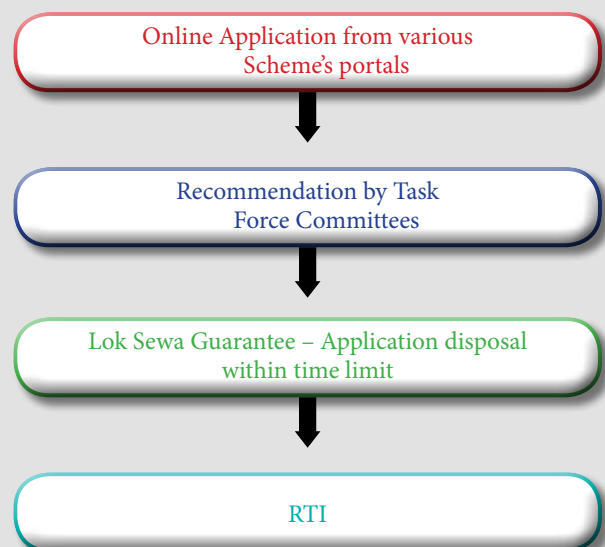 Online Application from various
Scheme’s portals
Recommendation by Task
Force Committees
Lok Sewa Guarantee – Application disposal
within time limit
RTI